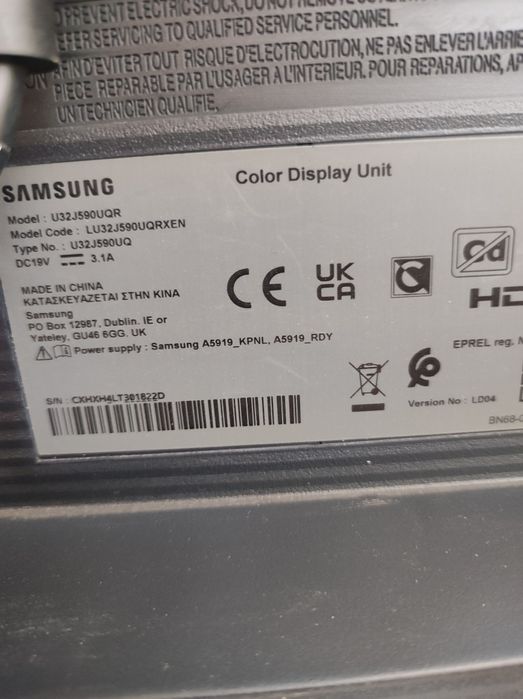 PREVENT ELECTRIC SHOCK, DO NOT REMOVE
EFER SERVICING TO QUALIFIED SERVICE PERSONNEL.
AFIN D'EVITER TOUT RISQUE D'ELECTROCUTION, NE PAS ENLEVER L'ARRIE
PIECE REPARABLE PAR L'USAGER A L'INTERIEUR. POUR REPARATIONS, AP
UN TECHNICIEN QUALIFIE.
SAMSUNG
Color Display Unit
Model : U32J590UQR
Model Code : LU32J590UQRXEN
Type No. : U32J590UQ
DC19V 3.1A
MADE IN CHINA
ΚΑΤΑΣΚΕΥΑΖΕΤΑΙ ΣΤΗΝ ΚΙΝΑ
Samsung
PO Box 12987, Dublin. IE or
Yateley, GU46 6GG. UK
Power supply : Samsung A5919_KPNL, A5919_RDY
CE
UK
CA
Cd
HD
EPREL reg. N
S/N : CXHXH4LT301822D
Version No : LD04
BN68-